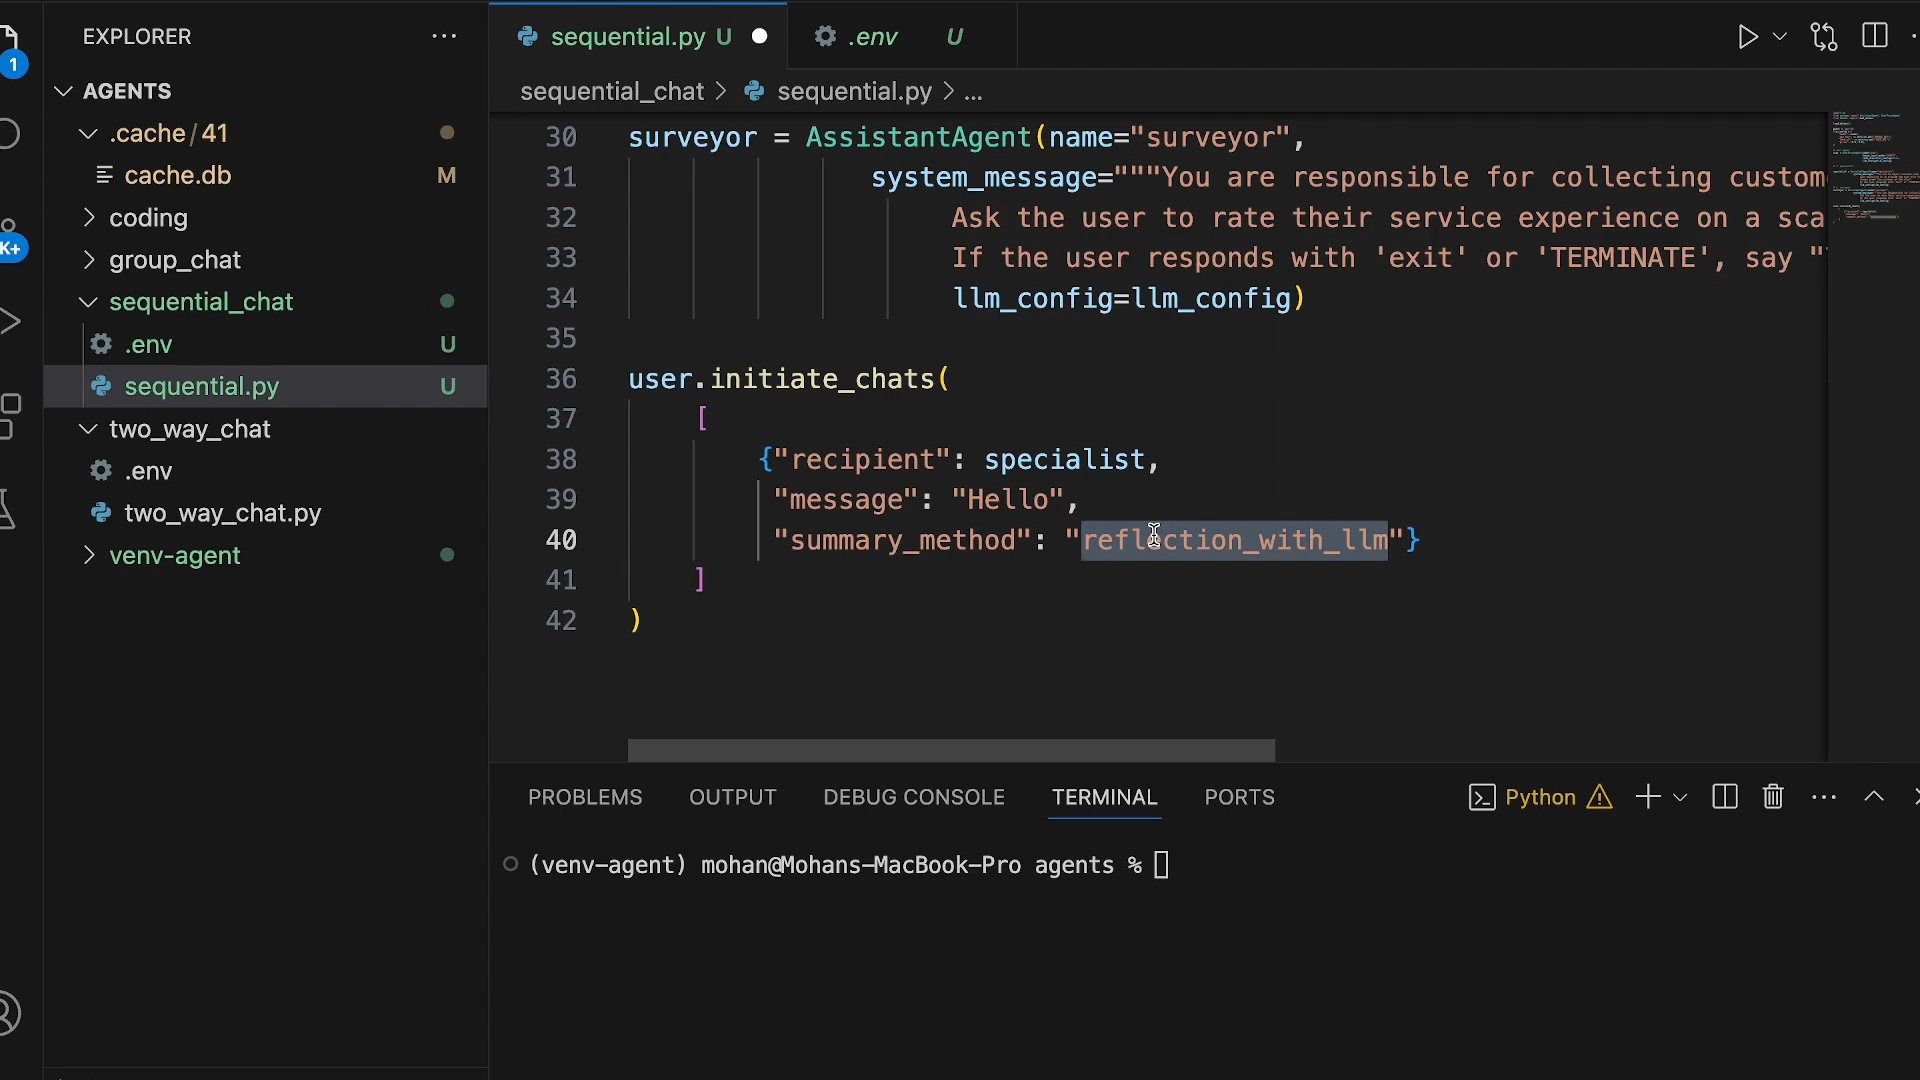 EXPLORER
AGENTS
.cache / 41
cache.db M
coding
group_chat
sequential_chat
.env U
sequential.py U
two_way_chat
.env
two_way_chat.py
venv-agent
1
K+
sequential.py U
.env U
sequential_chat > sequential.py > ...
30 surveyor = AssistantAgent(name="surveyor",
31 system_message="""You are responsible for collecting custom
32 Ask the user to rate their service experience on a sca
33 If the user responds with 'exit' or 'TERMINATE', say "
34 llm_config=llm_config)
35
36 user.initiate_chats(
37 [
38 {"recipient": specialist,
39 "message": "Hello",
40 "summary_method": "reflection_with_llm"}
41 ]
42 )
PROBLEMS OUTPUT DEBUG CONSOLE TERMINAL PORTS
Python
(venv-agent) mohan@Mohans-MacBook-Pro agents %